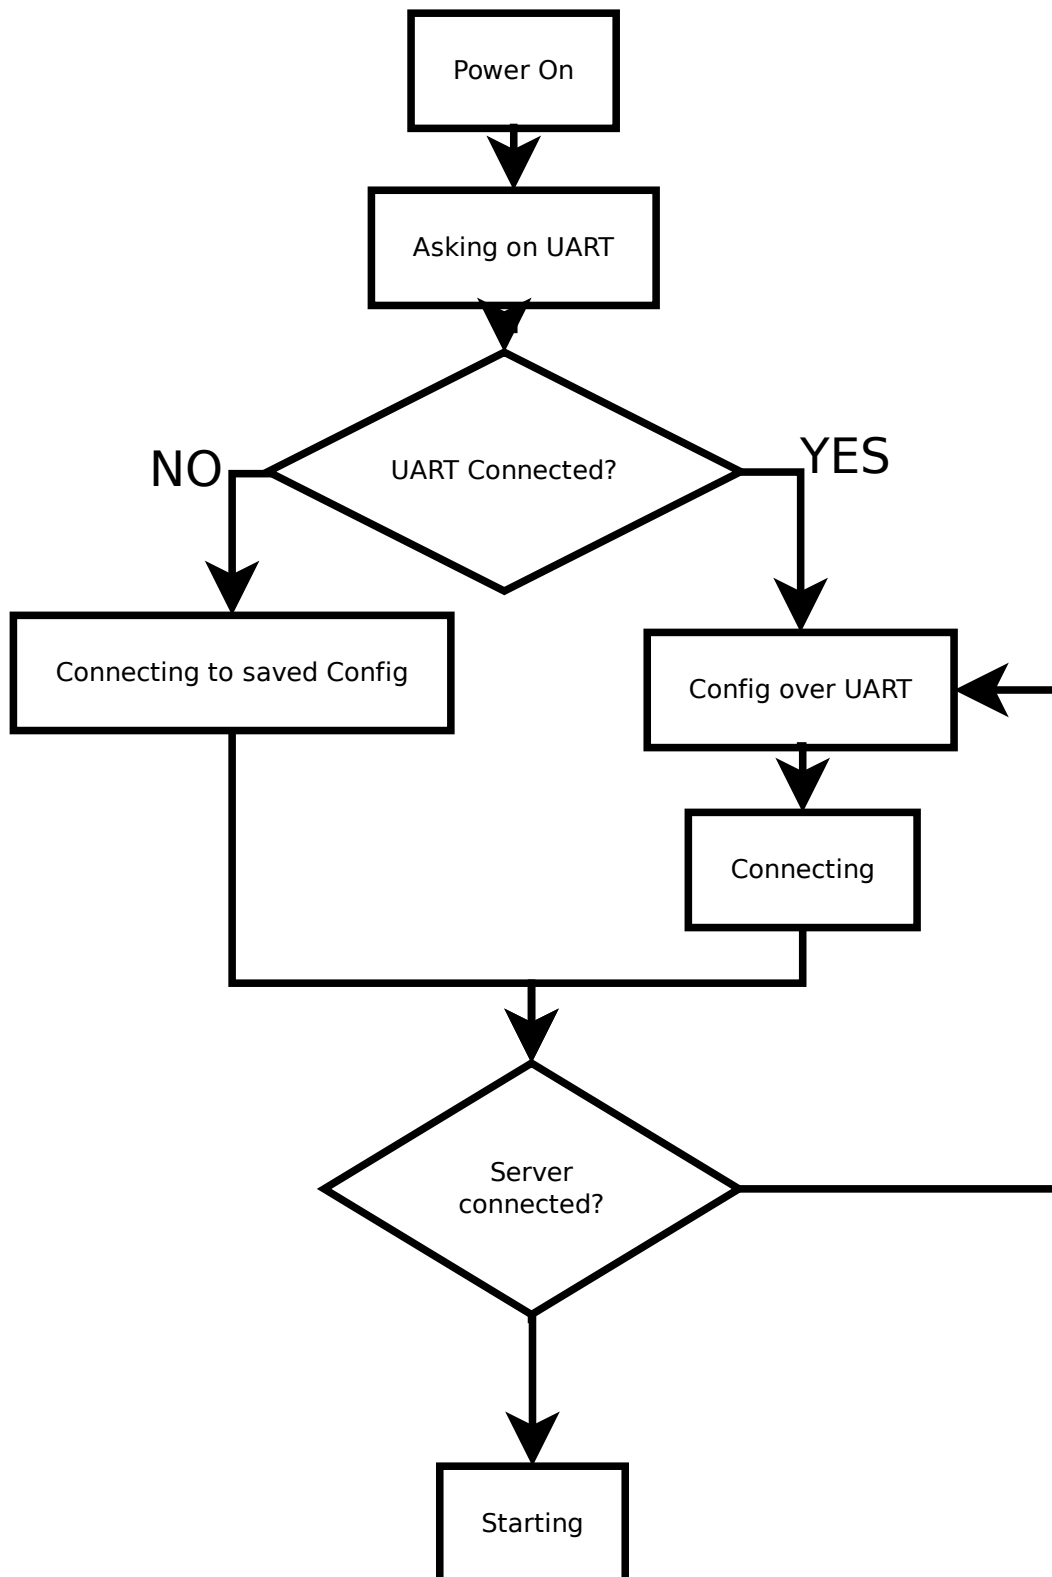 Power On
Asking on UART
UART Connected?
NO
YES
Connecting to saved Config
Config over UART
Connecting
Server
connected?
Starting